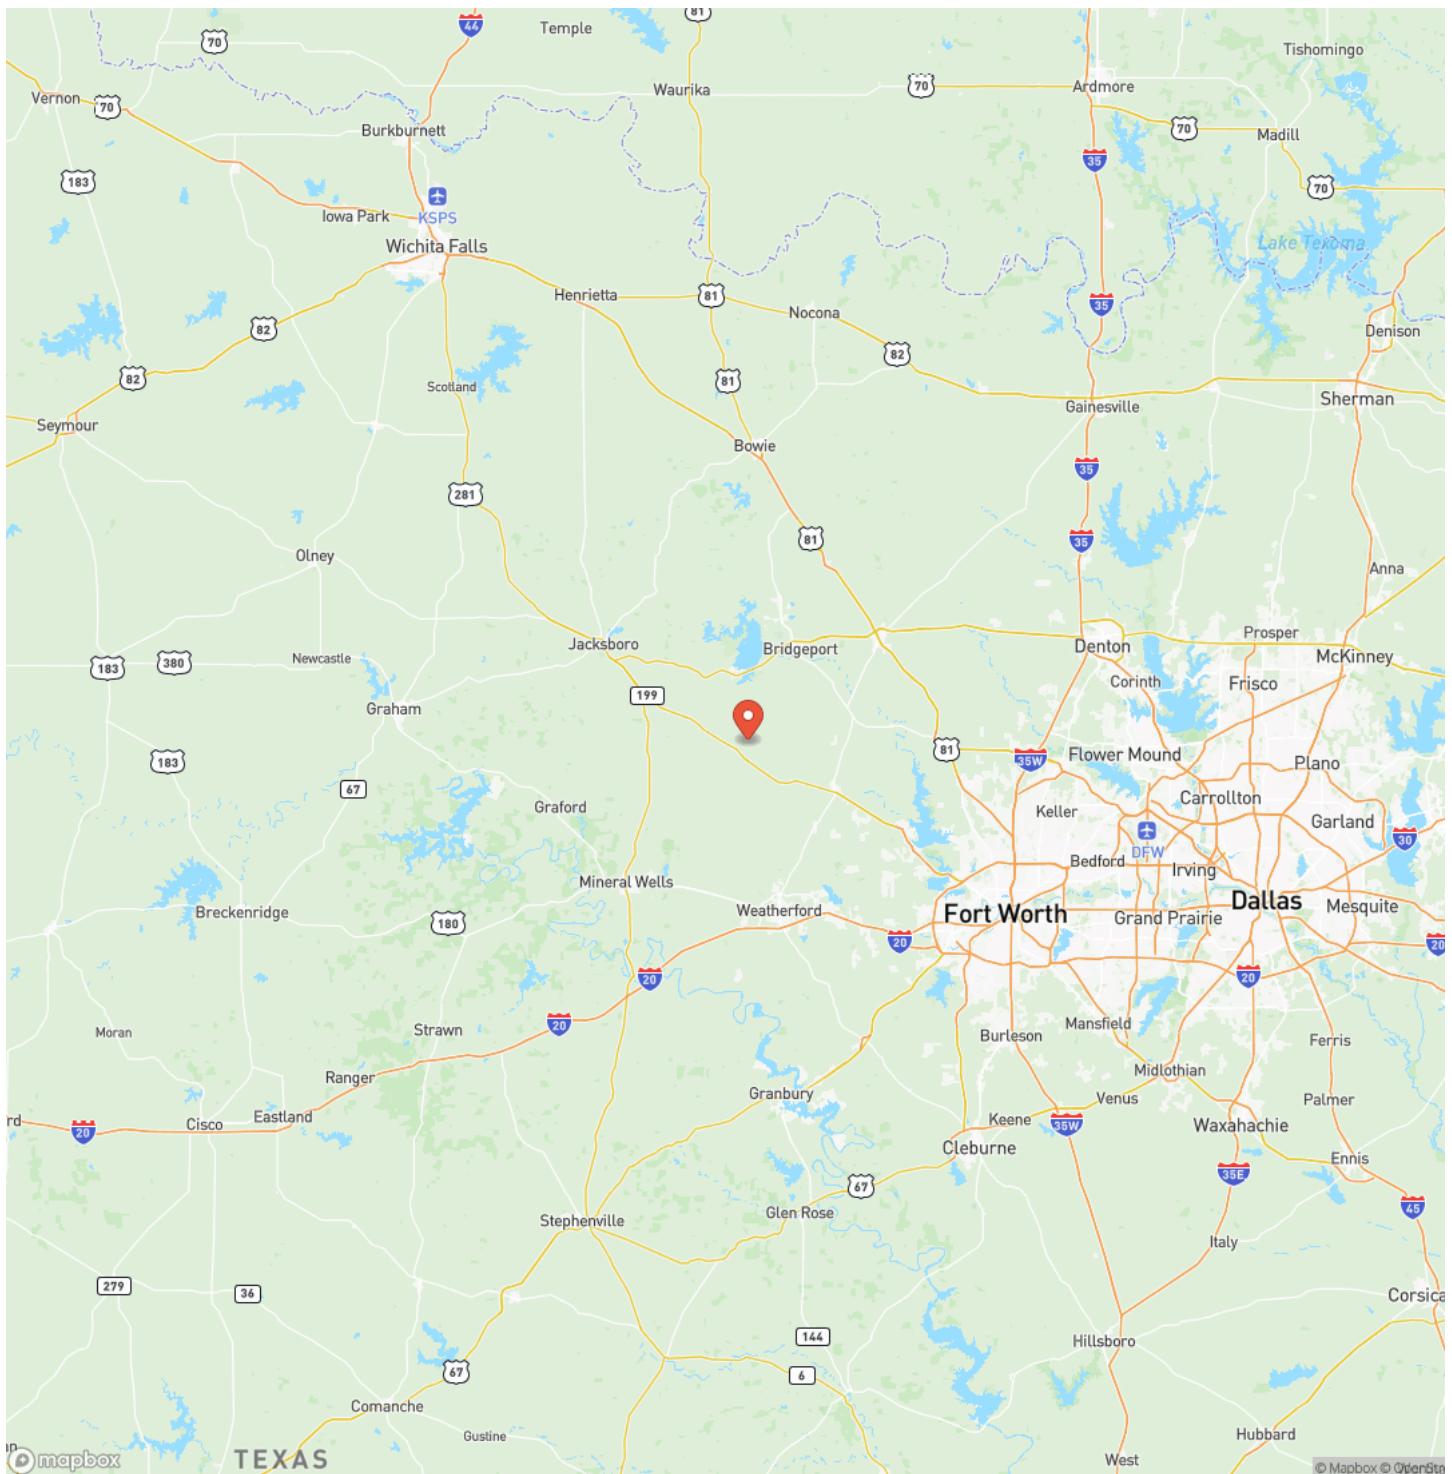 81
44
Temple
70
Tishomingo
Waurika
70
Ardmore
Vernon
70
Burkburnett
70
Madill
35
183
70
KSPS
Iowa Park
Wichita Falls
Lake Texoma
Henrietta
81
35
Nocona
82
Denison
82
82
81
Scotland
Sherman
Gainesville
Seymour
Bowie
35
281
81
35
Olney
Anna
Prosper
Jacksboro
Bridgeport
Denton
McKinney
Newcastle
183
380
Corinth
Frisco
199
Graham
81
Flower Mound
35W
183
Plano
67
Carrollton
Graford
Keller
Garland
30
DFW
Bedford
Irving
Mineral Wells
Dallas
Mesquite
Breckenridge
Weatherford
Fort Worth
Grand Prairie
180
20
20
20
20
Moran
Strawn
20
Mansfield
Burleson
Ferris
Ranger
Midlothian
Granbury
Venus
Palmer
rd
Cisco
Eastland
Keene
35W
Waxahachie
20
Cleburne
Ennis
35E
67
45
Stephenville
Glen Rose
Italy
279
36
Corsica
144
Hillsboro
67
6
Comanche
Gustine
Hubbard
mapbox
TEXAS
West
© Mapbox ©